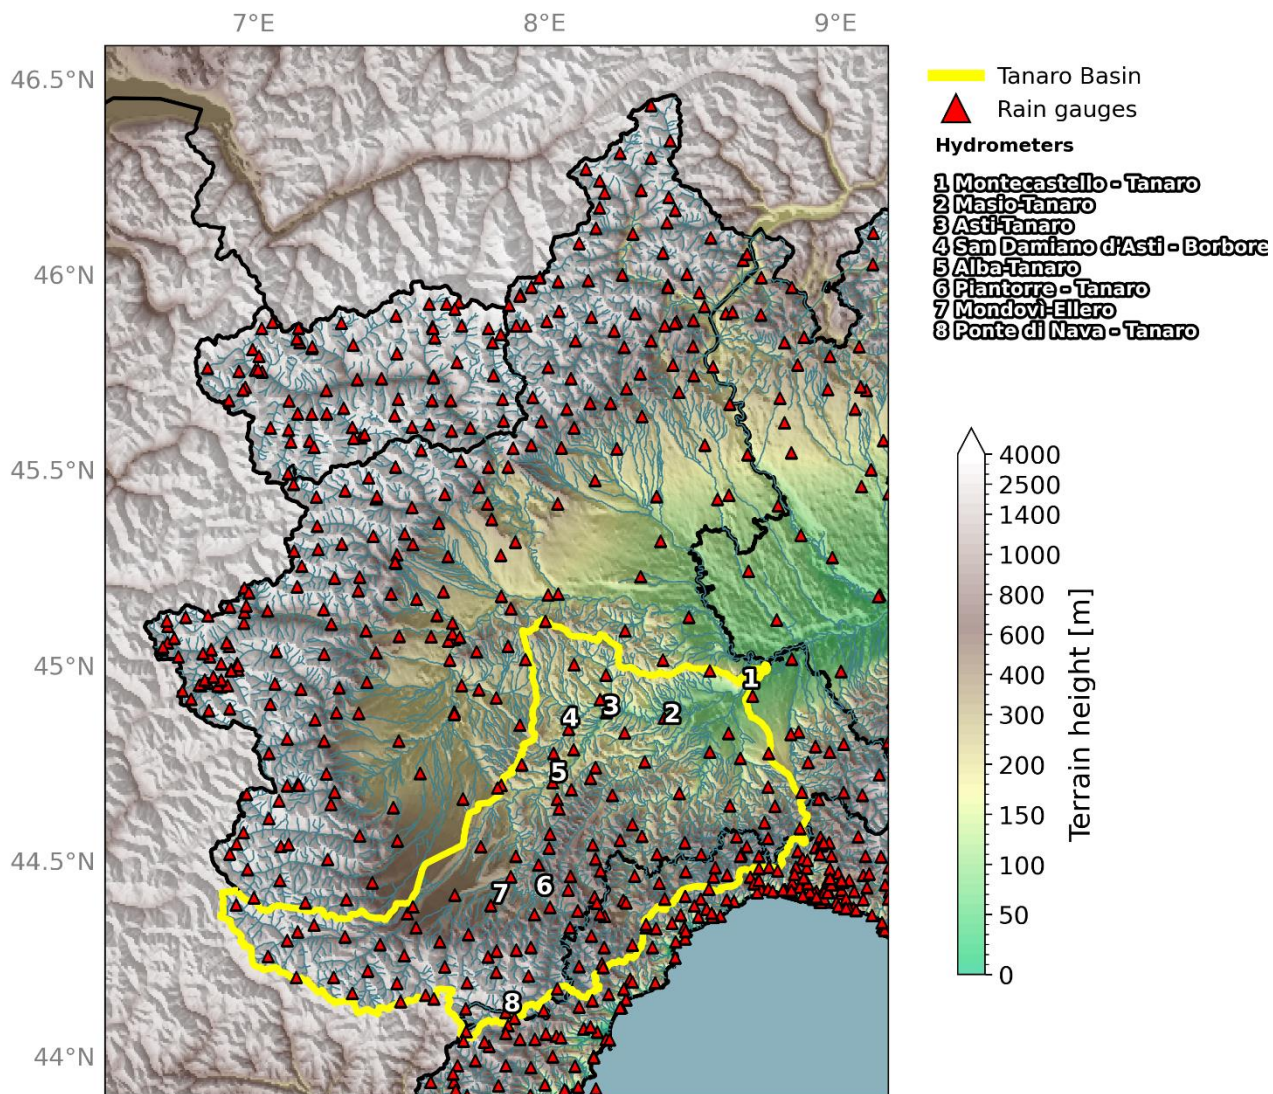 7°E 8°E 9°E
46.5°N
46°N
45.5°N
45°N
44.5°N
44°N
1
2
3
4
5
6
7
8
Tanaro Basin
Rain gauges
Hydrometers
1 Montecastello - Tanaro
2 Masio-Tanaro
3 Asti-Tanaro
4 San Damiano d'Asti - Borbore
5 Alba-Tanaro
6 Piantorre - Tanaro
7 Mondovì-Ellero
8 Ponte di Nava - Tanaro
4000
2500
1400
1000
800
600
400
300
200
150
100
50
0
Terrain height [m]